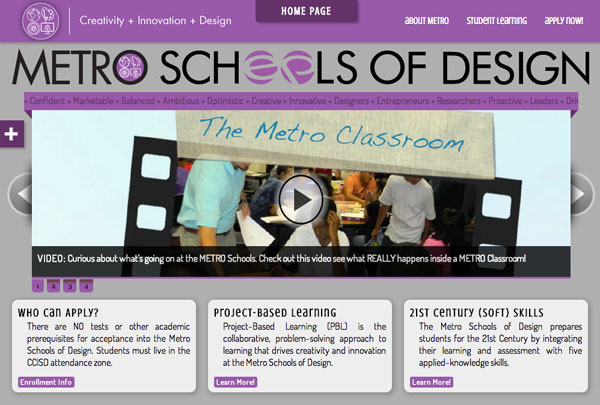 Creativity + Innovation + Design
HOME PAGE
ABOUT METRO
STUDENT LEARNING
APPLY NOW!
METRO SCHOOLS OF DESIGN
+ Confident + Marketable + Balanced + Ambitious + Optimistic + Creative + Innovative + Designers + Entrepreneurs + Researchers + Proactive + Leaders + Dri
+
The Metro Classroom
VIDEO: Curious about what's going on at the METRO Schools. Check out this video see what REALLY happens inside a METRO Classroom!
1 2 3 4
WHO CAN APPLY?
There are NO tests or other academic
prerequisites for acceptance into the Metro
Schools of Design. Students must live in the
CCISD attendance zone.
Enrollment Info
PROJECT-BASED LEARNING
Project-Based Learning (PBL) is the
collaborative, problem-solving approach to
learning that drives creativity and innovation
at the Metro Schools of Design.
Learn More!
21ST CENTURY (SOFT) SKILLS
The Metro Schools of Design prepares
students for the 21st Century by integrating
their learning and assessment with five
applied-knowledge skills.
Learn More!